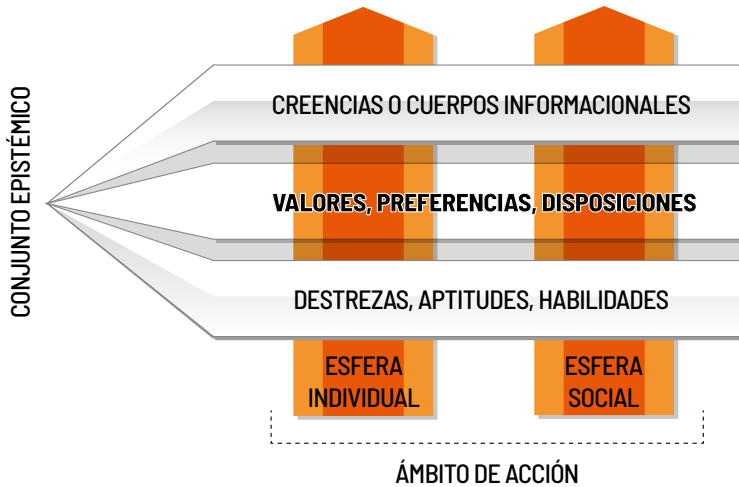 CONJUNTO EPISTÉMICO
CREENCIAS O CUERPOS INFORMACIONALES
VALORES, PREFERENCIAS, DISPOSICIONES
DESTREZAS, APTITUDES, HABILIDADES
ESFERA
INDIVIDUAL
ESFERA
SOCIAL
ÁMBITO DE ACCIÓN